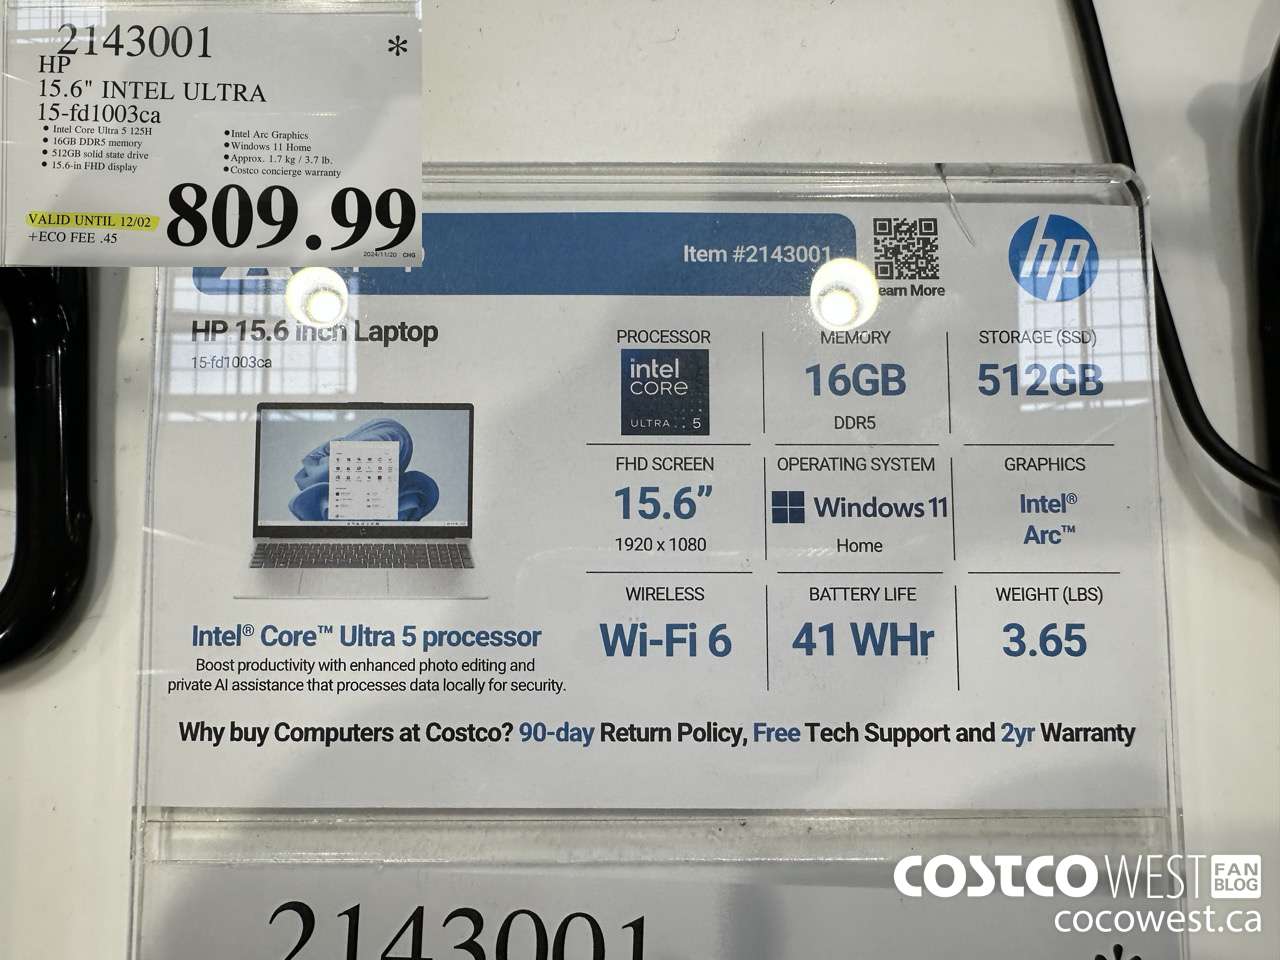 2143001 *
HP
15.6" INTEL ULTRA
15-fd1003ca
• Intel Core Ultra 5 125H
• 16GB DDR5 memory
• 512GB solid state drive
• 15.6-in FHD display
• Intel Arc Graphics
• Windows 11 Home
• Approx. 1.7 kg / 3.7 lb.
• Costco concierge warranty
VALID UNTIL 12/02
+ECO FEE .45
809.99
2024/11/20 CHG
Item #2143001
earn More
hp
HP 15.6 inch Laptop
15-fd1003ca
PROCESSOR
intel
CORE
ULTRA 5
MEMORY
16GB
DDR5
STORAGE (SSD)
512GB
FHD SCREEN
15.6”
1920 x 1080
OPERATING SYSTEM
Windows 11
Home
GRAPHICS
Intel®
Arc™
WIRELESS
Wi-Fi 6
BATTERY LIFE
41 WHr
WEIGHT (LBS)
3.65
Intel® Core™ Ultra 5 processor
Boost productivity with enhanced photo editing and
private AI assistance that processes data locally for security.
Why buy Computers at Costco? 90-day Return Policy, Free Tech Support and 2yr Warranty
2143001 *
COSTCO WEST FAN BLOG
cocowest.ca